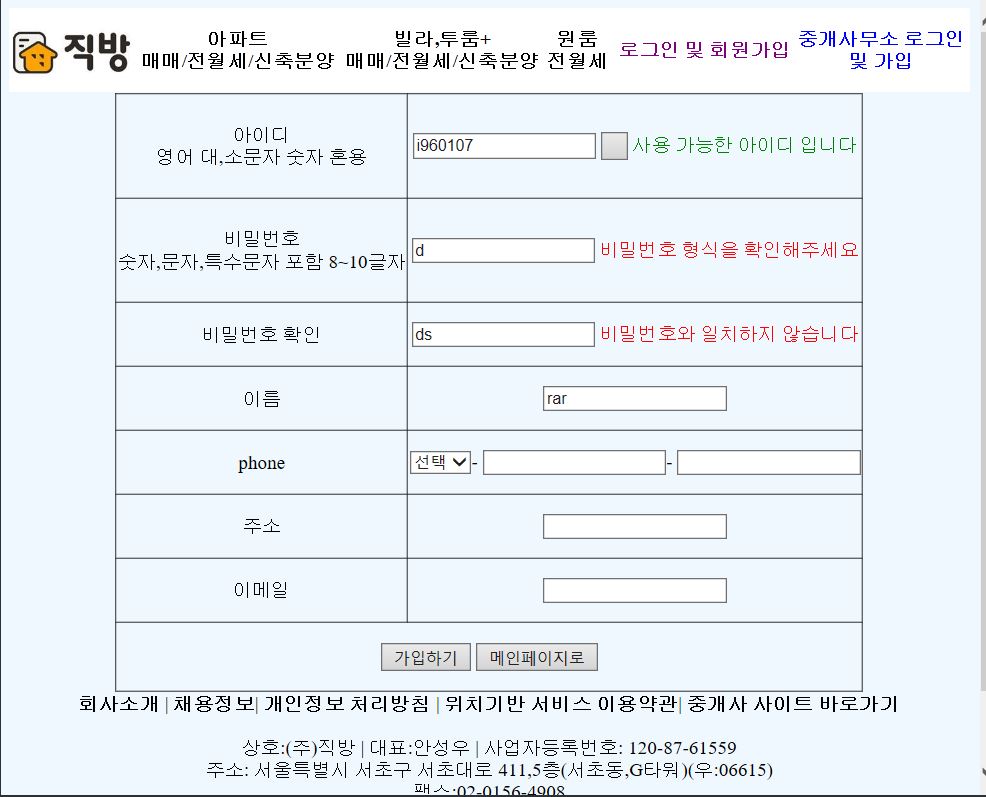 직방
아파트
매매/전월세/신축분양
빌라,투룸+
매매/전월세/신축분양
원룸
전월세
로그인 및 회원가입
중개사무소 로그인
및 가입
아이디
영어 대,소문자 숫자 혼용
i960107
사용 가능한 아이디 입니다
비밀번호
숫자,문자,특수문자 포함 8~10글자
d
비밀번호 형식을 확인해주세요
비밀번호 확인
ds
비밀번호와 일치하지 않습니다
이름
rar
phone
선택 - -
주소
이메일
가입하기 메인페이지로
회사소개 | 채용정보| 개인정보 처리방침 | 위치기반 서비스 이용약관| 중개사 사이트 바로가기
상호:(주)직방 | 대표:안성우 | 사업자등록번호: 120-87-61559
주소: 서울특별시 서초구 서초대로 411,5층(서초동,G타워)(우:06615)
팩스:02-0156-4908